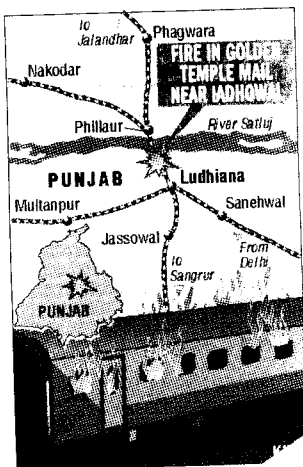 to
Jalandhar
Phagwara
FIRE IN GOLDEN
TEMPLE MAIL
NEAR lADHOWAL
Nakodar
Phillaur
River Satluj
PUNJAB
Ludhiana
Multanpur
Sanehwal
Jassowal
From
Delhi
to
Sangrur
PUNJAB